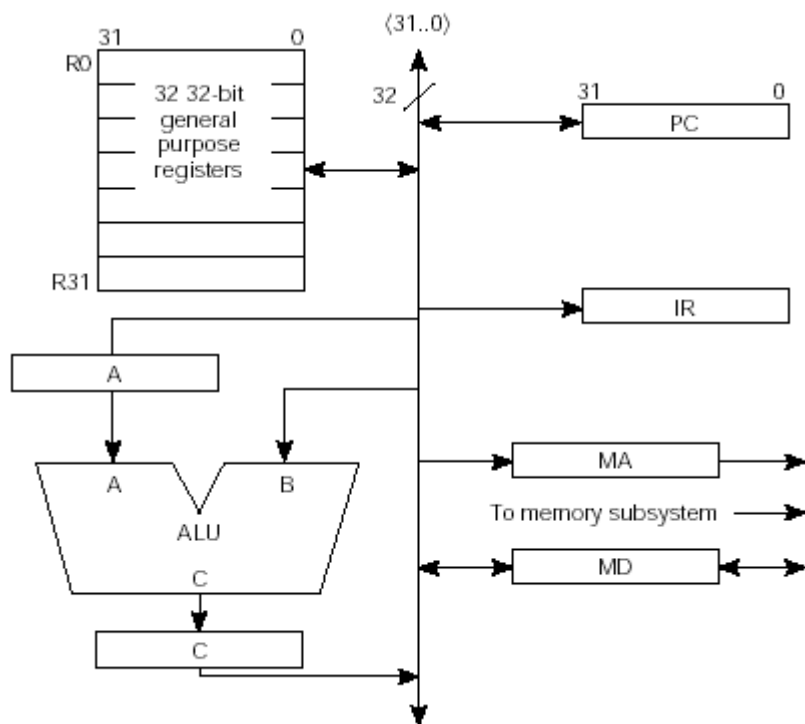 31 0
R0
32 32-bit
general
purpose
registers
R31
⟨31..0⟩
32
31 0
PC
IR
A
A B
ALU
C
C
MA
To memory subsystem
MD